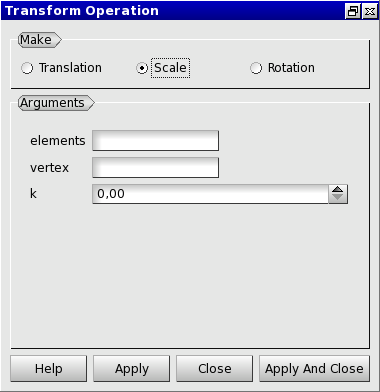 Transform Operation
Make
Translation Scale Rotation
Arguments
elements
vertex
k 0,00
Help Apply Close Apply And Close